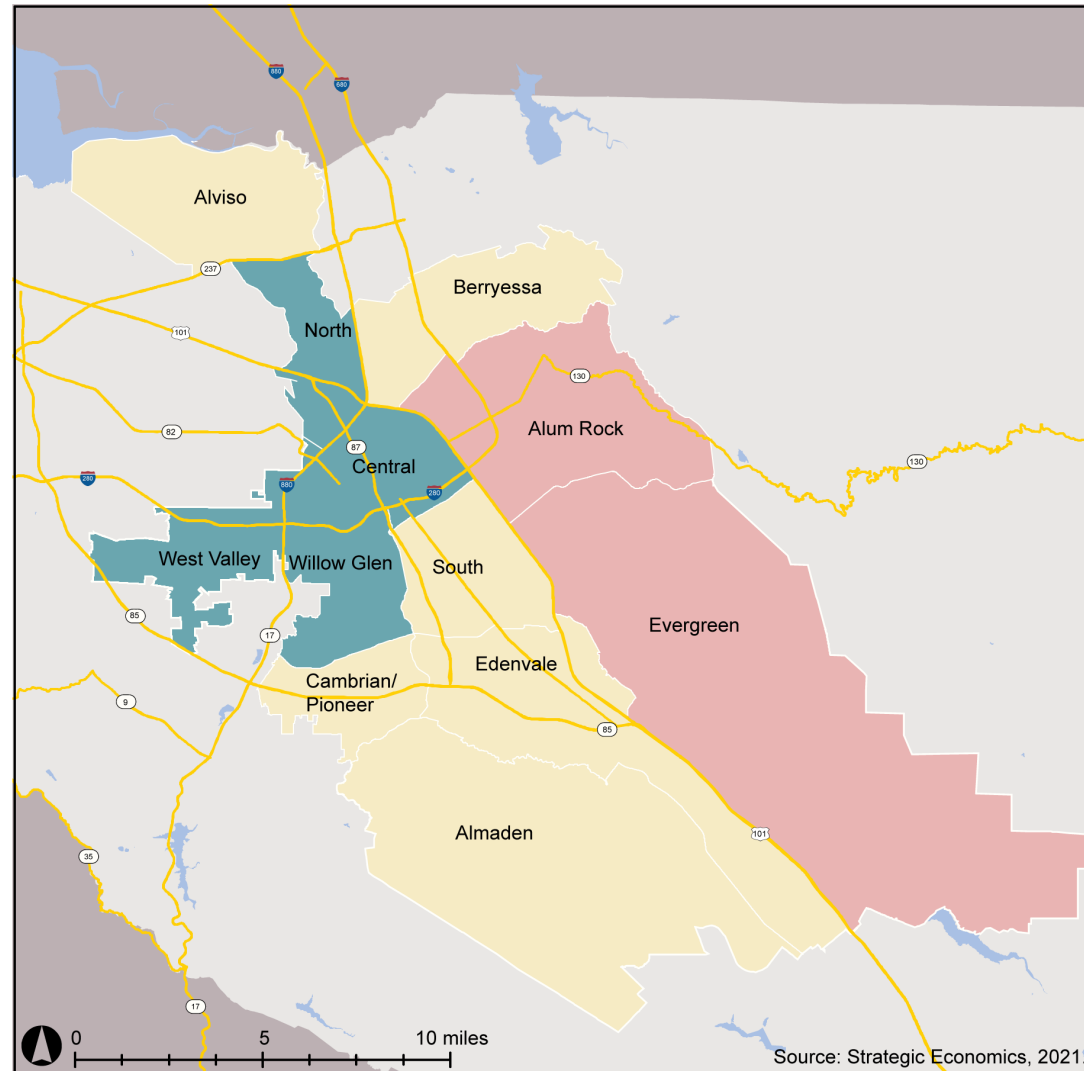 880
680
Alviso
237
Berryessa
North
101
130
82
87
Alum Rock
Central
130
280
880
280
West Valley
Willow Glen
South
85
17
Evergreen
Edenvale
Cambrian/
Pioneer
9
85
Almaden
101
35
17
0 5 10 miles
Source: Strategic Economics, 2021